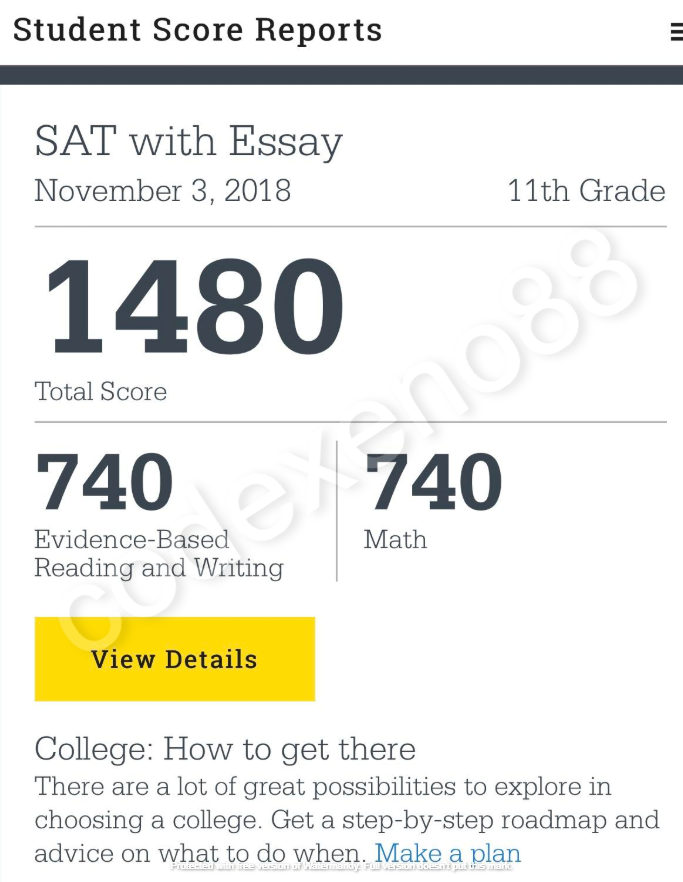 Student Score Reports
SAT with Essay
November 3, 2018 11th Grade
1480
Total Score
740 740
Evidence-Based Math
Reading and Writing
View Details
College: How to get there
There are a lot of great possibilities to explore in
choosing a college. Get a step-by-step roadmap and
advice on what to do when. Make a plan
Protected with free version of Watermarkly. Full version doesn't put this mark.
codexeno88